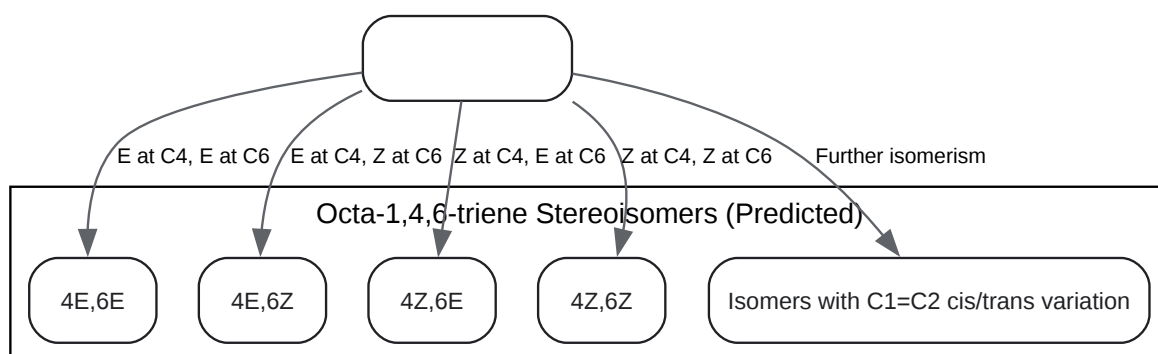 E at C4, E at C6
E at C4, Z at C6
Z at C4, E at C6
Z at C4, Z at C6
Further isomerism
Octa-1,4,6-triene Stereoisomers (Predicted)
4E,6E
4E,6Z
4Z,6E
4Z,6Z
Isomers with C1=C2 cis/trans variation